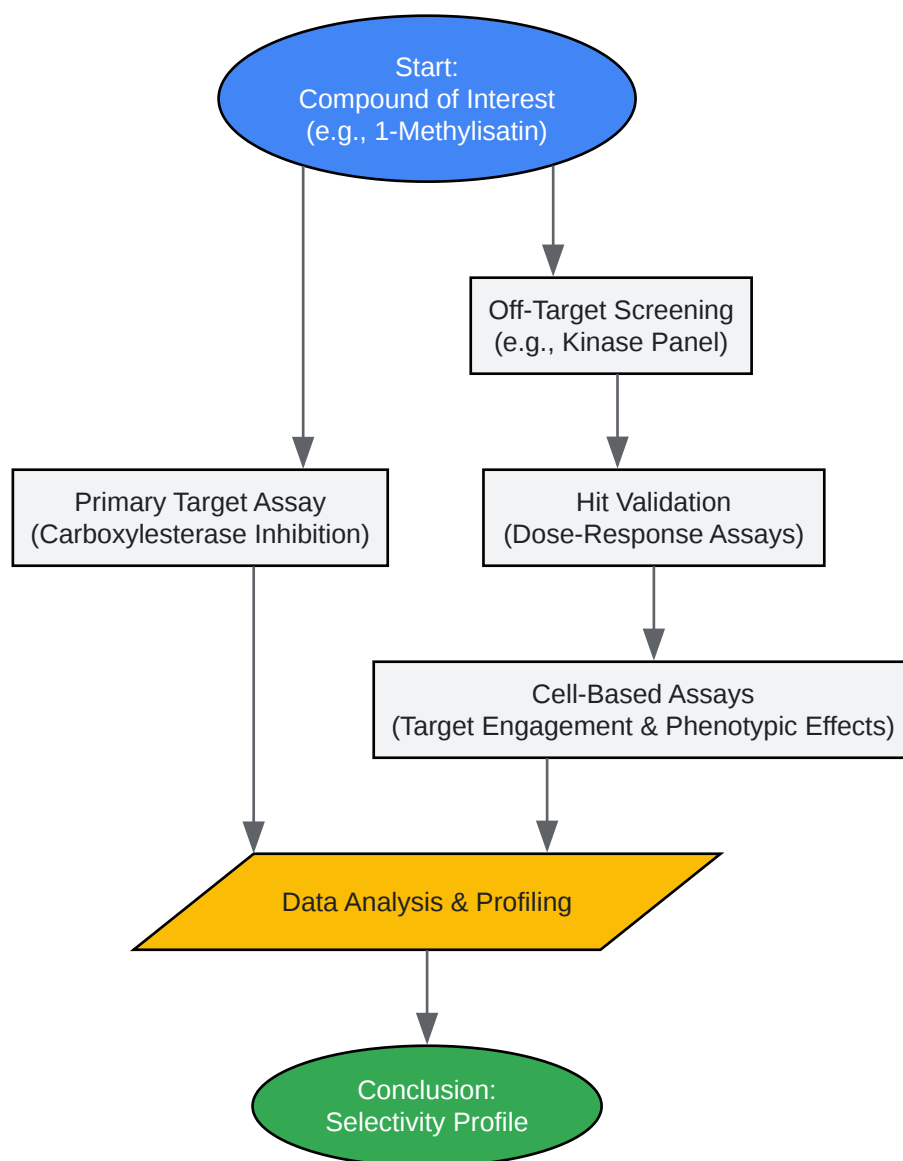 Start:
Compound of Interest
(e.g., 1-Methylisatin)
Off-Target Screening
(e.g., Kinase Panel)
Primary Target Assay
(Carboxylesterase Inhibition)
Hit Validation
(Dose-Response Assays)
Cell-Based Assays
(Target Engagement & Phenotypic Effects)
Data Analysis & Profiling
Conclusion:
Selectivity Profile